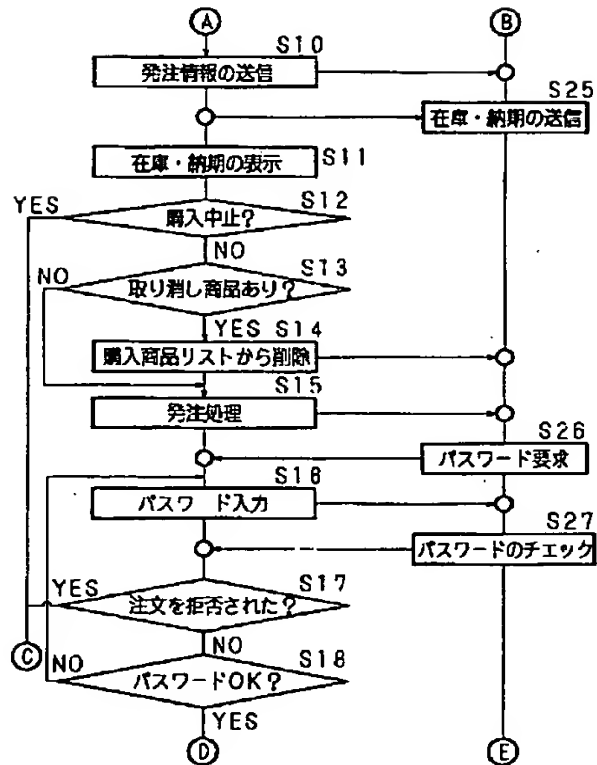 A B
S10
発注情報の送信
S25
在庫・納期の送信
在庫・納期の表示 S11
YES S12
購入中止?
NO
NO S13
取り消し商品あり?
YES S14
購入商品リストから削除
S15
発注処理
S26
パスワード要求
S16
パスワード入力
S27
パスワードのチェック
YES S17
注文を拒否された?
C NO
NO S18
パスワードOK?
YES
D E